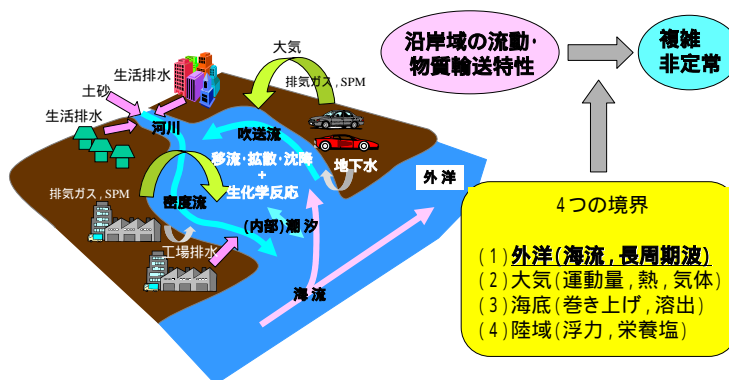 沿岸域の流動・
物質輸送特性
複雑
非定常
大気
生活排水
排気ガス,SPM
土砂
生活排水
河川
吹送流
移流・拡散・沈降
+
生化学反応
地下水
外洋
排気ガス,SPM
密度流
(内部)潮汐
工場排水
海流
4つの境界
(1)外洋(海流,長周期波)
(2)大気(運動量,熱,気体)
(3)海底(巻き上げ,溶出)
(4)陸域(浮力,栄養塩)